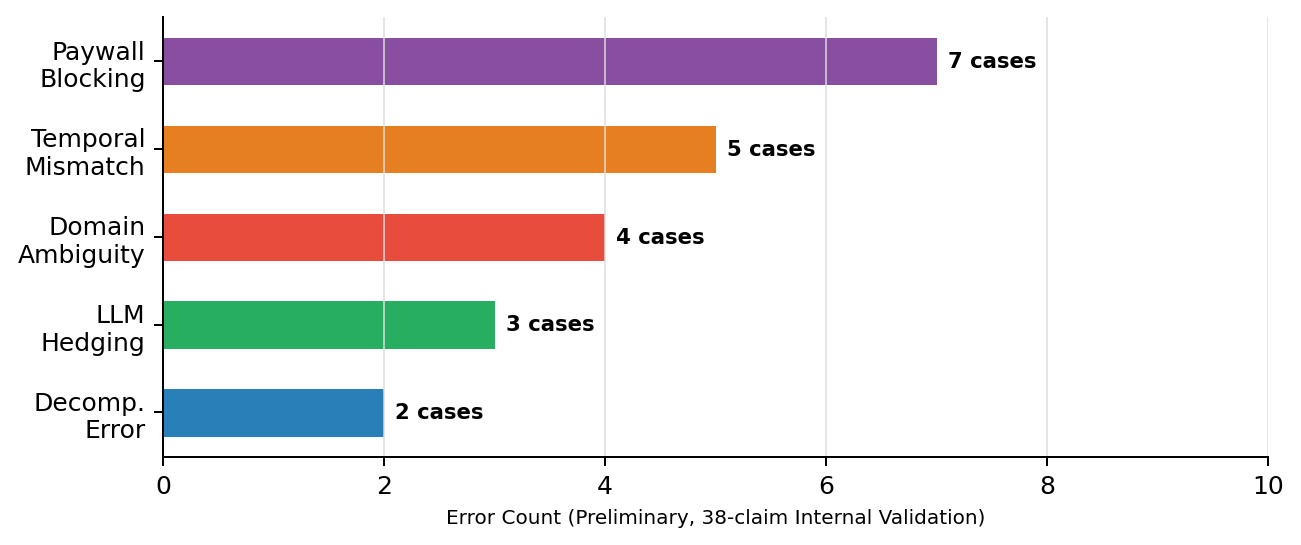 Paywall
Blocking
7 cases
Temporal
Mismatch
5 cases
Domain
Ambiguity
4 cases
LLM
Hedging
3 cases
Decomp.
Error
2 cases
0 2 4 6 8 10
Error Count (Preliminary, 38-claim Internal Validation)